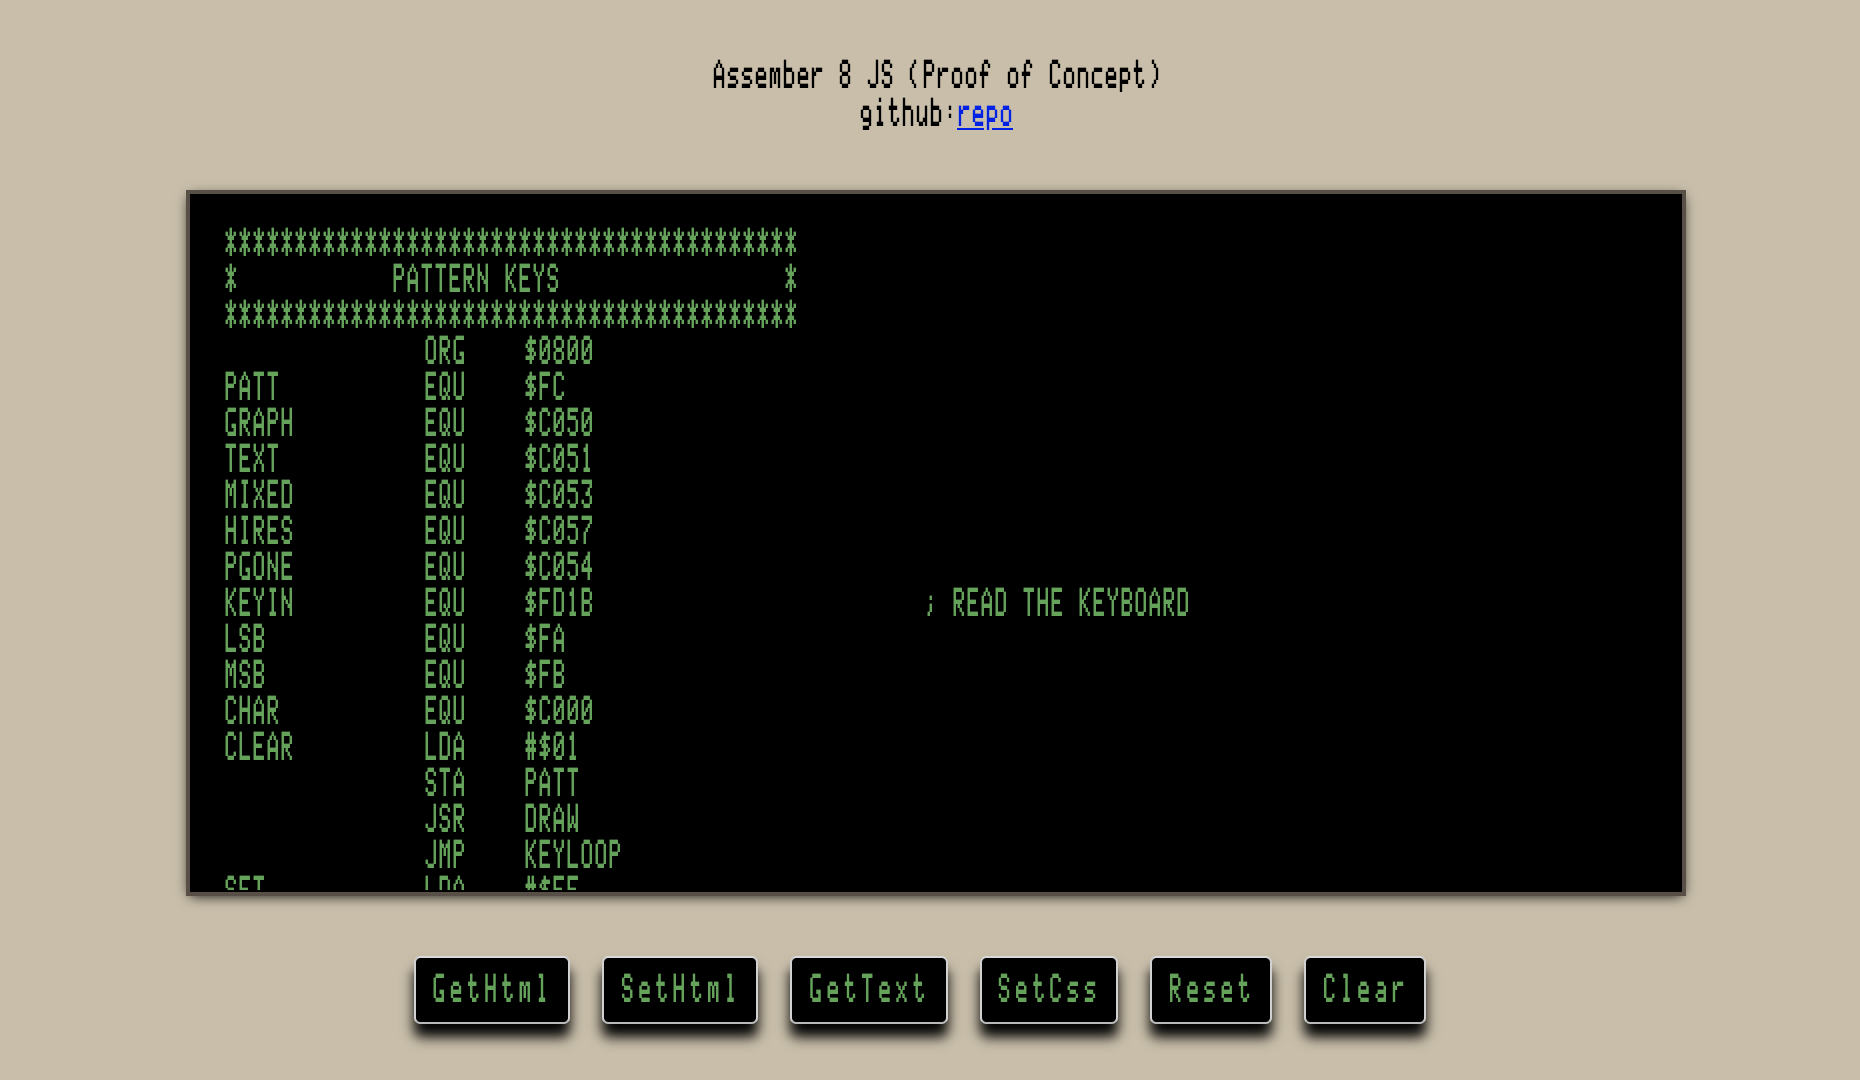 Assember 8 JS (Proof of Concept)
github:repo
*****************************************
* PATTERN KEYS *
*****************************************
ORG $0800
PATT EQU $FC
GRAPH EQU $C050
TEXT EQU $C051
MIXED EQU $C053
HIRES EQU $C057
PGONE EQU $C054
KEYIN EQU $FD1B ; READ THE KEYBOARD
LSB EQU $FA
MSB EQU $FB
CHAR EQU $C000
CLEAR LDA #$01
STA PATT
JSR DRAW
JMP KEYLOOP
SET LDA
GetHtml SetHtml GetText SetCss Reset Clear